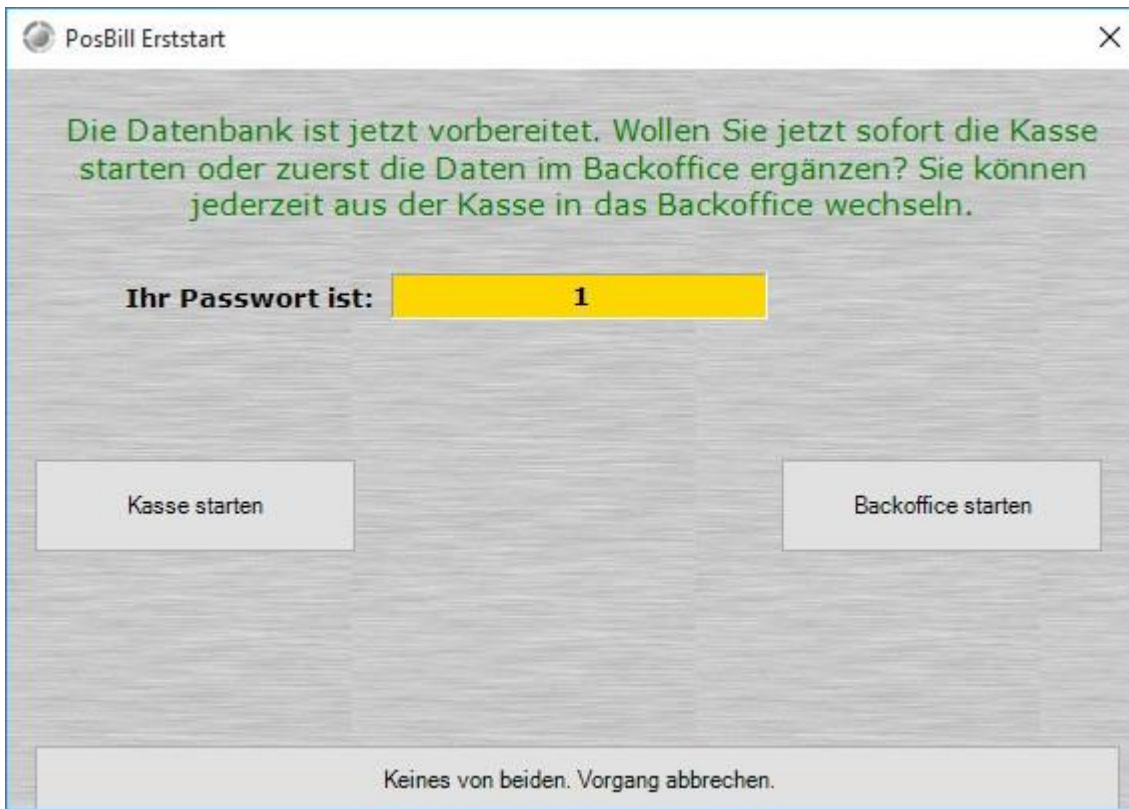 PosBill Erststart
Die Datenbank ist jetzt vorbereitet. Wollen Sie jetzt sofort die Kasse
starten oder zuerst die Daten im Backoffice ergänzen? Sie können
jederzeit aus der Kasse in das Backoffice wechseln.
Ihr Passwort ist: 1
Kasse starten
Backoffice starten
Keines von beiden. Vorgang abbrechen.